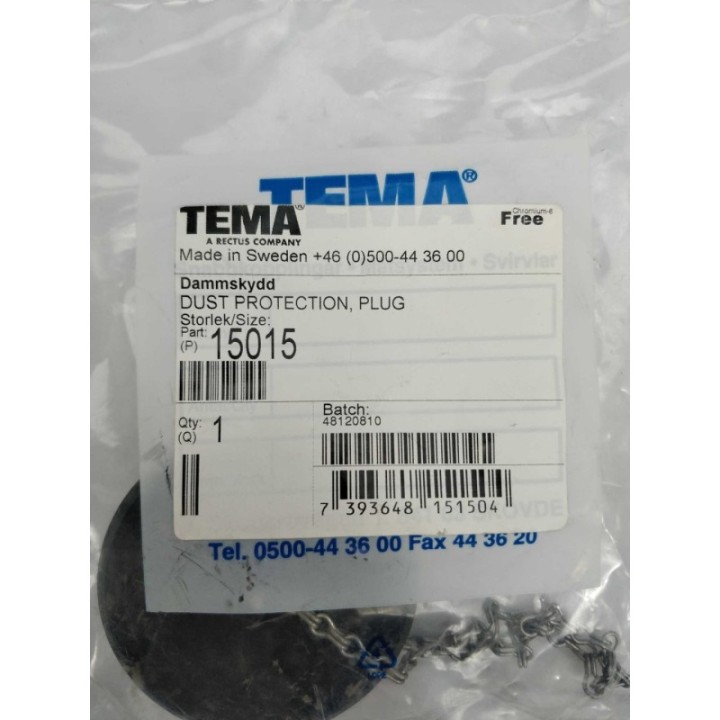 TEMA®
TEMA®
A RECTUS COMPANY
Chromium-6
Free
Made in Sweden +46 (0)500-44 36 00
Svirvlar
Dammskydd
DUST PROTECTION, PLUG
Storlek/Size:
Part:
(P) 15015
Qty:
(Q) 1
Batch:
48120810
7 393648 151504
Tel. 0500-44 36 00 Fax 44 36 20